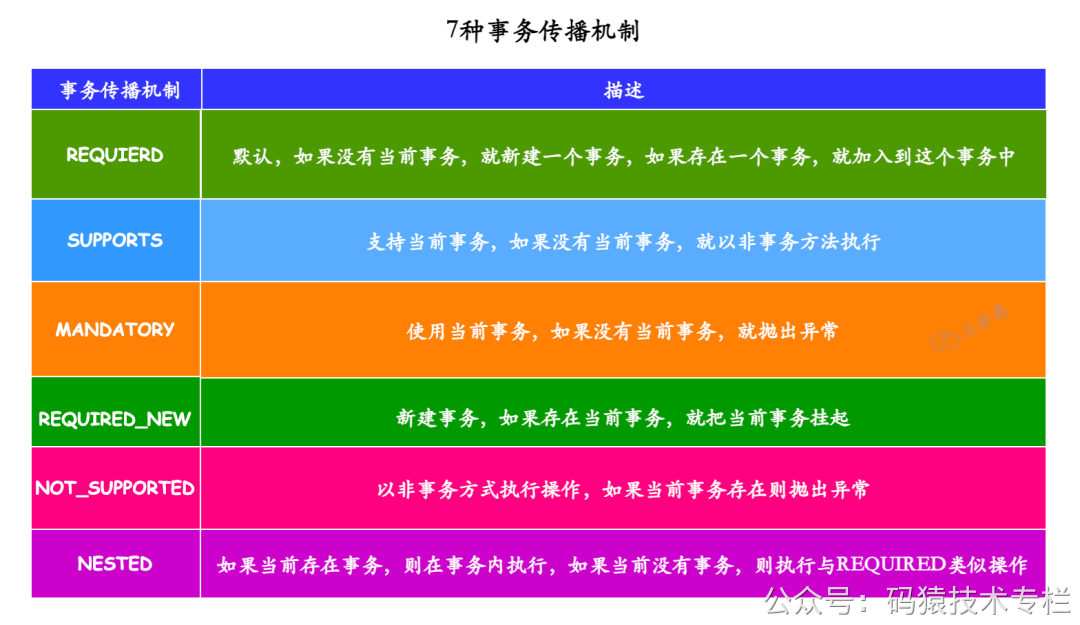 7种事务传播机制
事务传播机制 描述
REQUIERD 默认，如果没有当前事务，就新建一个事务，如果存在一个事务，就加入到这个事务中
SUPPORTS 支持当前事务，如果没有当前事务，就以非事务方法执行
MANDATORY 使用当前事务，如果没有当前事务，就抛出异常
三分恶
REQUIRED_NEW 新建事务，如果存在当前事务，就把当前事务挂起
NOT_SUPPORTED 以非事务方式执行操作，如果当前事务存在则抛出异常
NESTED 如果当前存在事务，则在事务内执行，如果当前没有事务，则执行与REQUIRED类似操作
公众号：码猿技术专栏